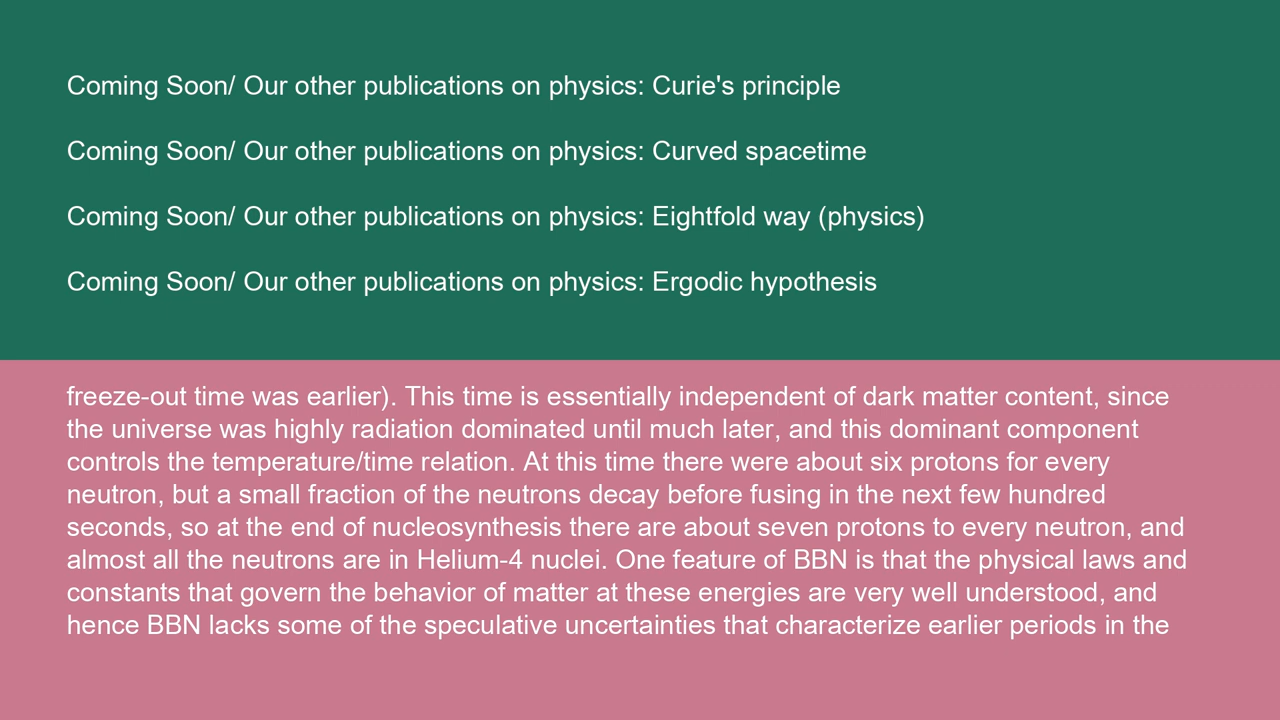 Coming Soon/ Our other publications on physics: Curie's principle
Coming Soon/ Our other publications on physics: Curved spacetime
Coming Soon/ Our other publications on physics: Eightfold way (physics)
Coming Soon/ Our other publications on physics: Ergodic hypothesis
freeze-out time was earlier). This time is essentially independent of dark matter content, since
the universe was highly radiation dominated until much later, and this dominant component
controls the temperature/time relation. At this time there were about six protons for every
neutron, but a small fraction of the neutrons decay before fusing in the next few hundred
seconds, so at the end of nucleosynthesis there are about seven protons to every neutron, and
almost all the neutrons are in Helium-4 nuclei. One feature of BBN is that the physical laws and
constants that govern the behavior of matter at these energies are very well understood, and
hence BBN lacks some of the speculative uncertainties that characterize earlier periods in the